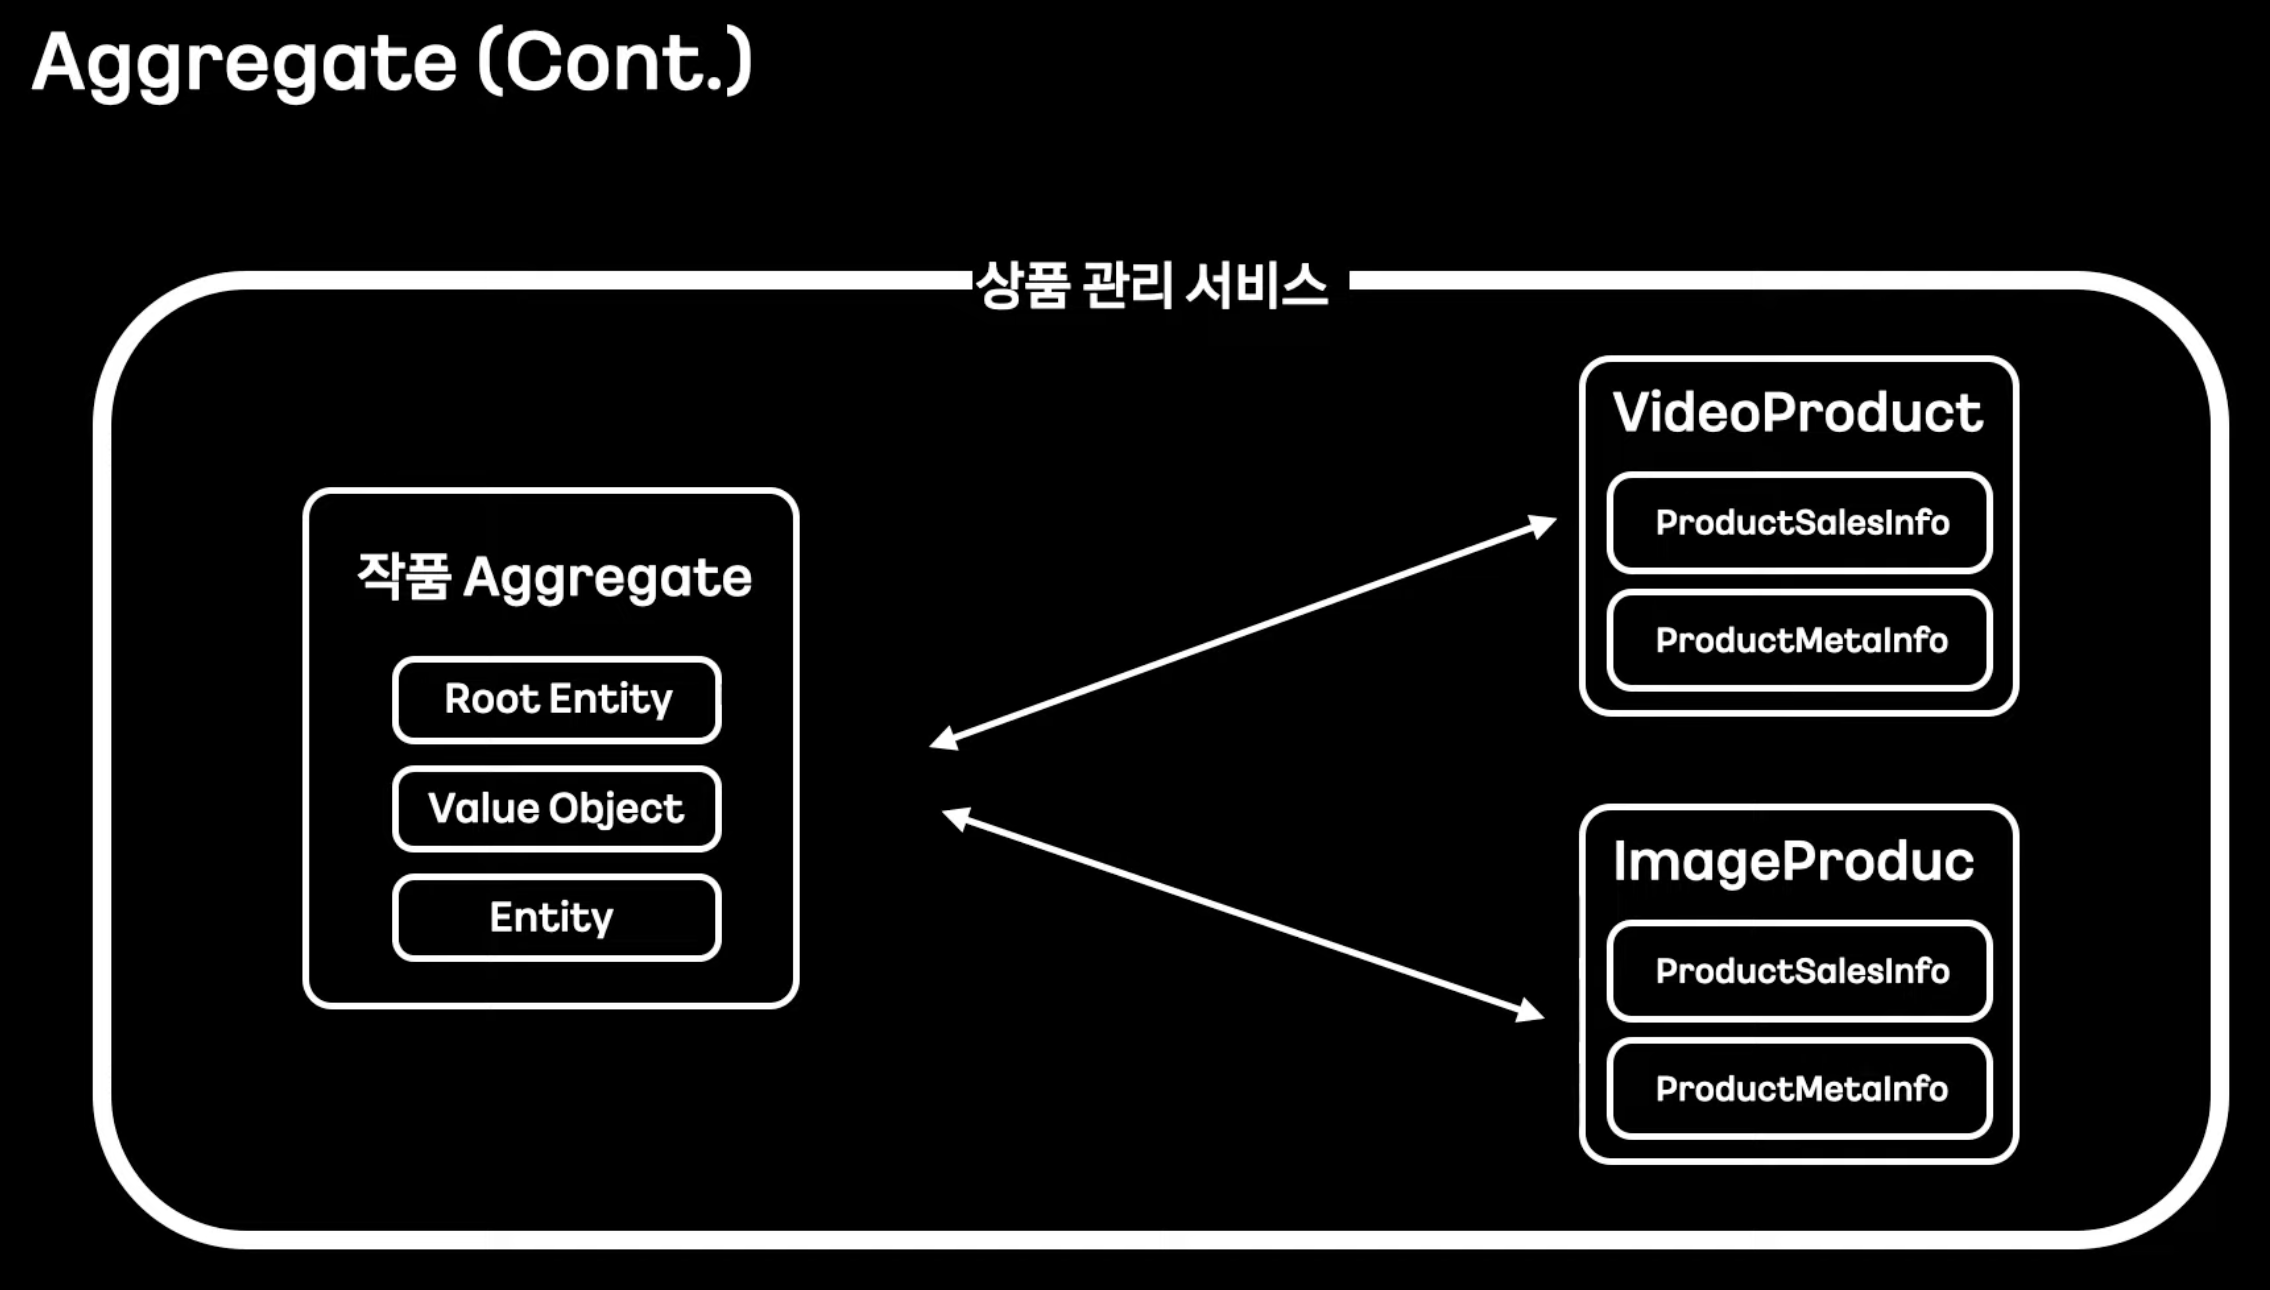 Aggregate (Cont.)
상품 관리 서비스
작품 Aggregate
Root Entity
Value Object
Entity
VideoProduct
ProductSalesInfo
ProductMetaInfo
ImageProduc
ProductSalesInfo
ProductMetaInfo